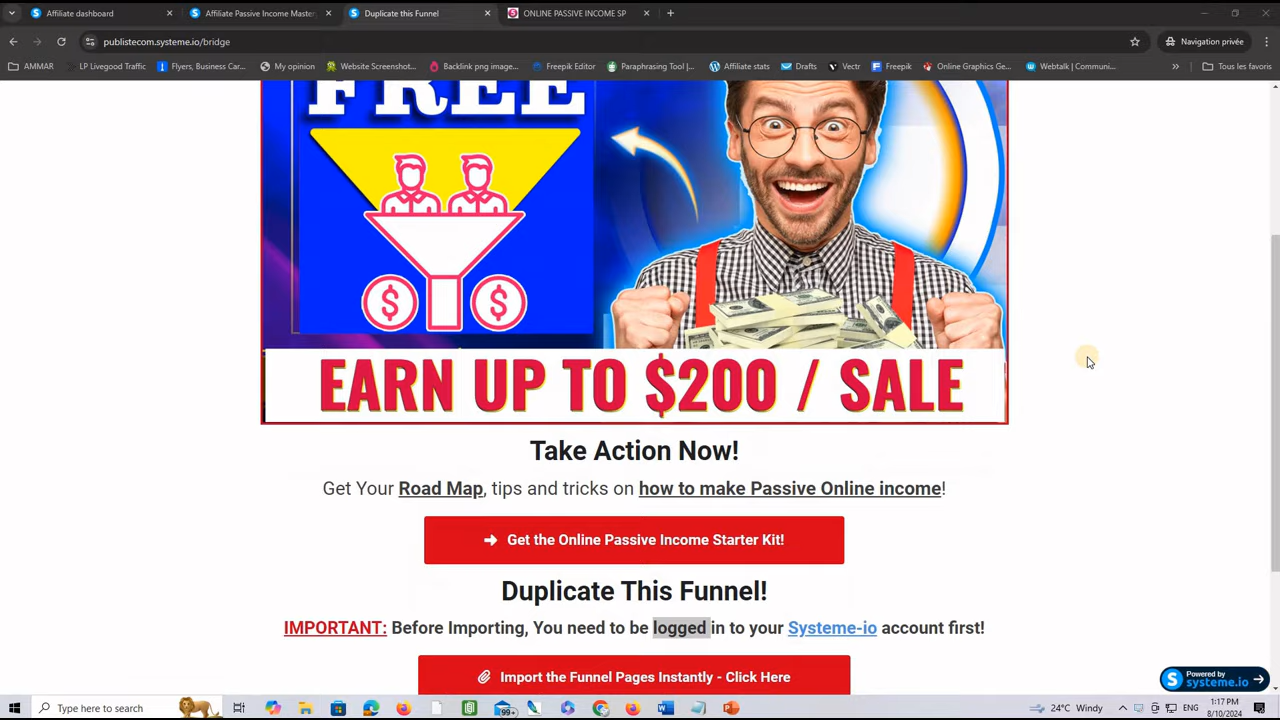 Affiliate dashboard
Affiliate Passive Income Master
Duplicate this Funnel
ONLINE PASSIVE INCOME SP
publistecom.systeme.io/bridge
Navigation privée
AMMAR
LP Livegood Traffic
Flyers, Business Car...
My opinion
Website Screenshot...
Backlink png image...
Freepik Editor
Paraphrasing Tool |...
Affiliate stats
Drafts
Vectr
Freepik
Online Graphics Ge...
Webtalk | Communi...
Tous les favoris
FREE
$ $
EARN UP TO $200 / SALE
Take Action Now!
Get Your Road Map, tips and tricks on how to make Passive Online income!
Get the Online Passive Income Starter Kit!
Duplicate This Funnel!
IMPORTANT: Before Importing, You need to be logged in to your Systeme-io account first!
Import the Funnel Pages Instantly - Click Here
Powered by
systeme.io
Type here to search
99+
24°C Windy
ENG
1:17 PM
8/10/2024